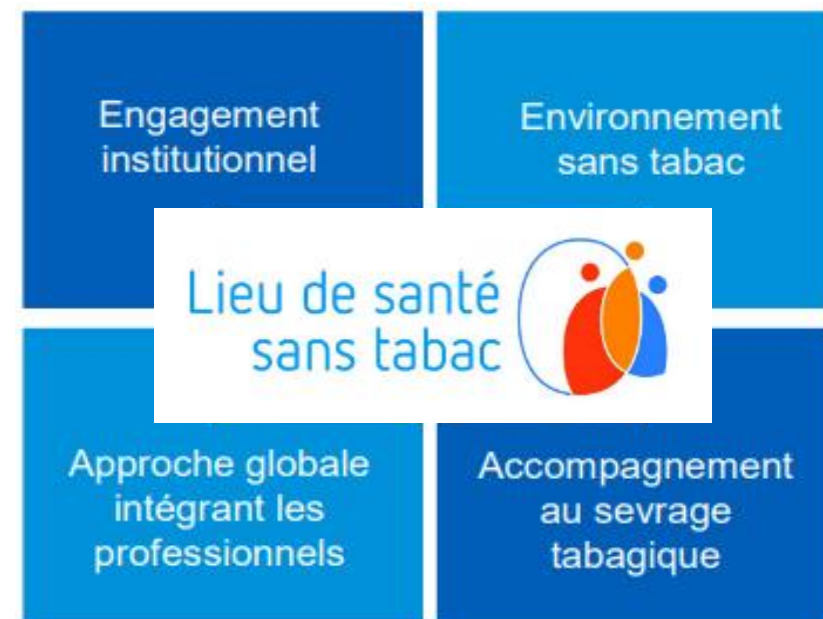 Engagement
institutionnel
Environnement
sans tabac
Lieu de santé
sans tabac
Approche globale
intégrant les
professionnels
Accompagnement
au sevrage
tabagique